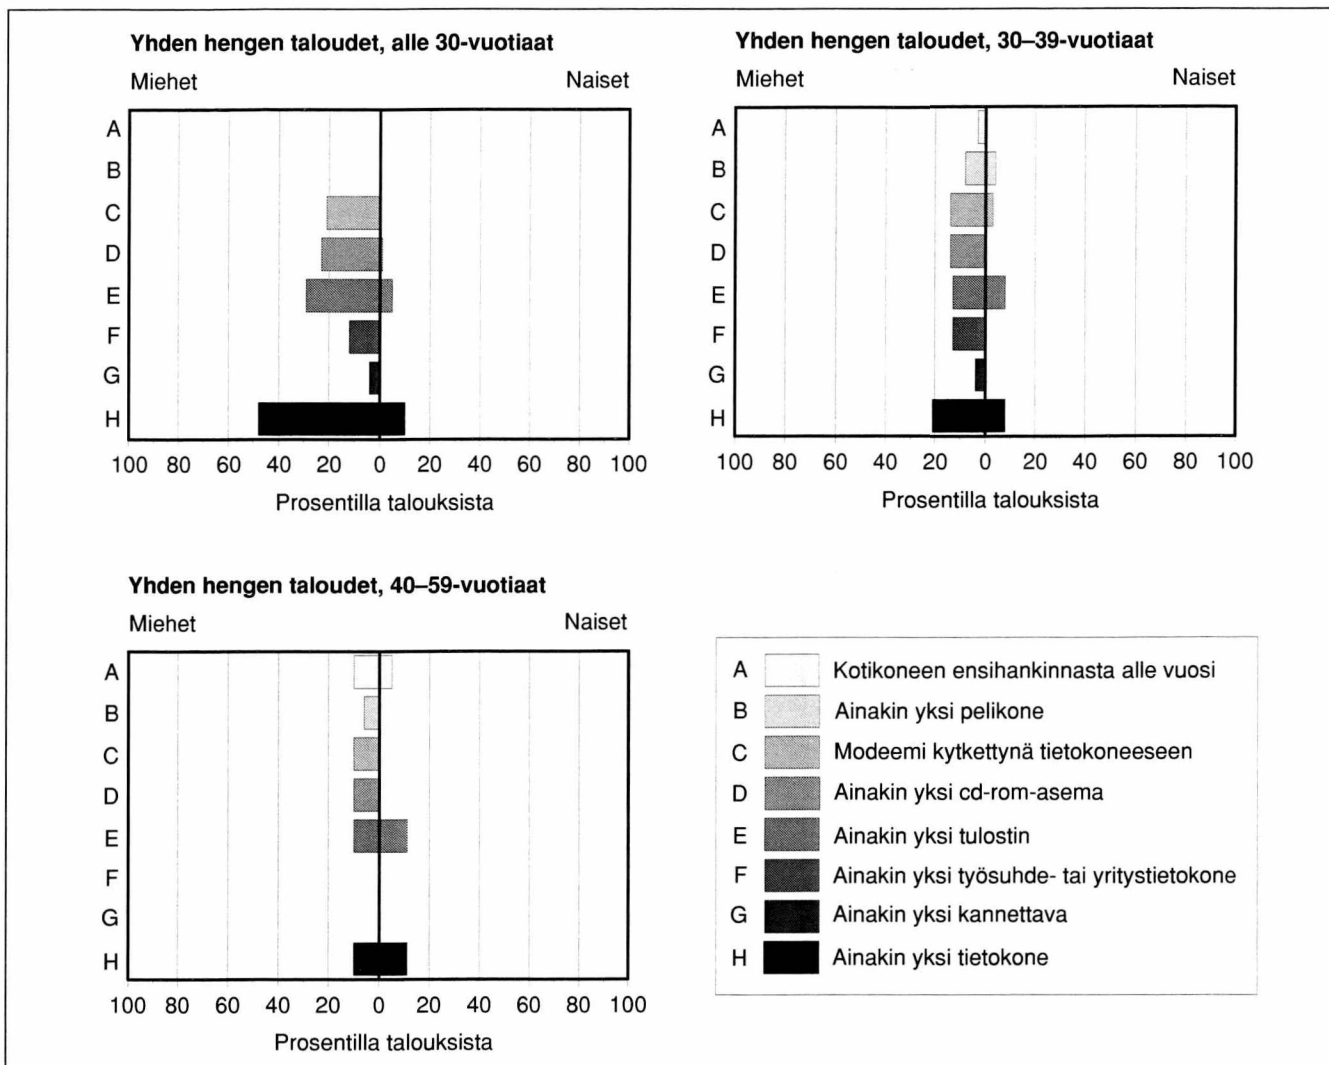 Yhden hengen taloudet, alle 30-vuotiaat
Miehet Naiset
A
B
C
D
E
F
G
H
100 80 60 40 20 0 20 40 60 80 100
Prosentilla talouksista
Yhden hengen taloudet, 30–39-vuotiaat
Miehet Naiset
A
B
C
D
E
F
G
H
100 80 60 40 20 0 20 40 60 80 100
Prosentilla talouksista
Yhden hengen taloudet, 40–59-vuotiaat
Miehet Naiset
A
B
C
D
E
F
G
H
100 80 60 40 20 0 20 40 60 80 100
Prosentilla talouksista
A Kotikoneen ensihankinnasta alle vuosi
B Ainakin yksi pelikone
C Modeemi kytkettynä tietokoneeseen
D Ainakin yksi cd-rom-asema
E Ainakin yksi tulostin
F Ainakin yksi työsuhde- tai yritystietokone
G Ainakin yksi kannettava
H Ainakin yksi tietokone